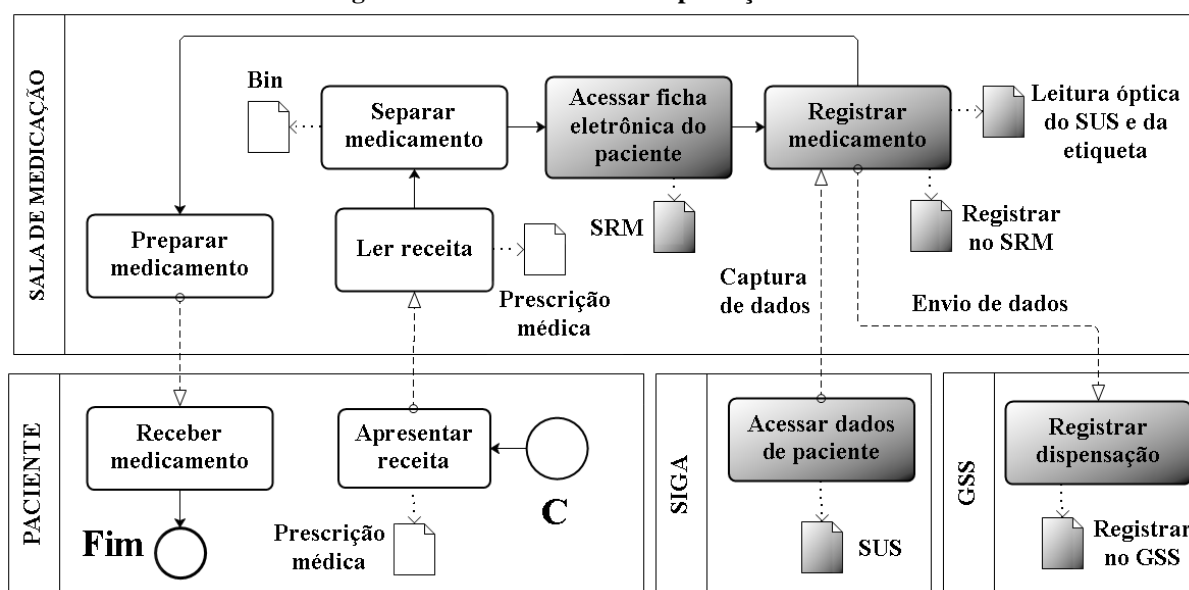 SALA DE MEDICAÇÃO
Bin
Separar
medicamento
Acessar ficha
eletrônica do
paciente
Registrar
medicamento
Leitura óptica
do SUS e da
etiqueta
Preparar
medicamento
Ler receita
Prescrição
médica
SRM
Registrar
no SRM
Captura
de dados
Envio de dados
PACIENTE
Receber
medicamento
Fim
Apresentar
receita
Prescrição
médica
C
SIGA
Acessar dados
de paciente
SUS
GSS
Registrar
dispensação
Registrar
no GSS